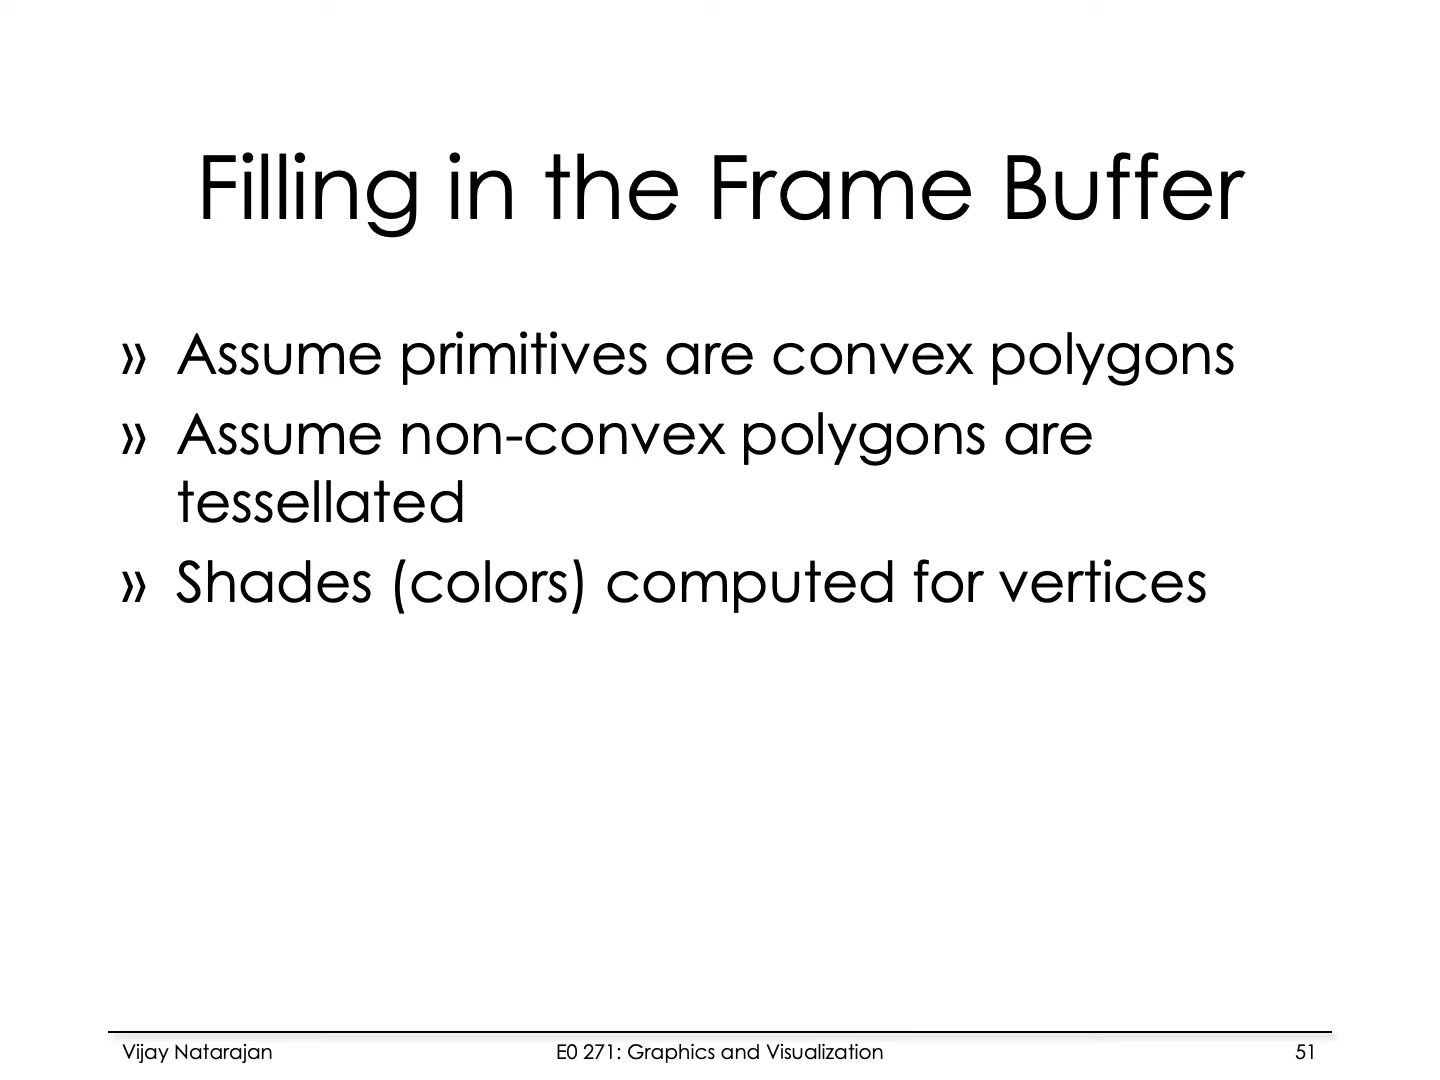 Filling in the Frame Buffer
» Assume primitives are convex polygons
» Assume non-convex polygons are
tessellated
» Shades (colors) computed for vertices
Vijay Natarajan E0 271: Graphics and Visualization 51